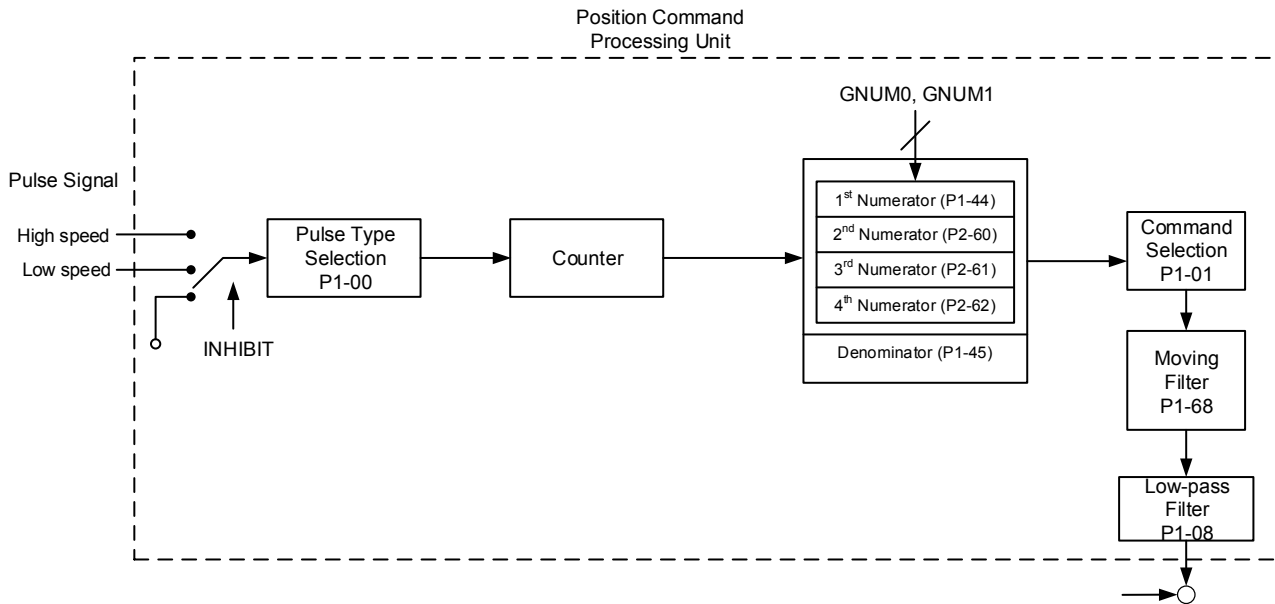 Position Command
Processing Unit
GNUM0, GNUM1
Pulse Signal
High speed
Low speed
INHIBIT
Pulse Type
Selection
P1-00
Counter
1st Numerator (P1-44)
2nd Numerator (P2-60)
3rd Numerator (P2-61)
4th Numerator (P2-62)
Denominator (P1-45)
Command
Selection
P1-01
Moving
Filter
P1-68
Low-pass
Filter
P1-08